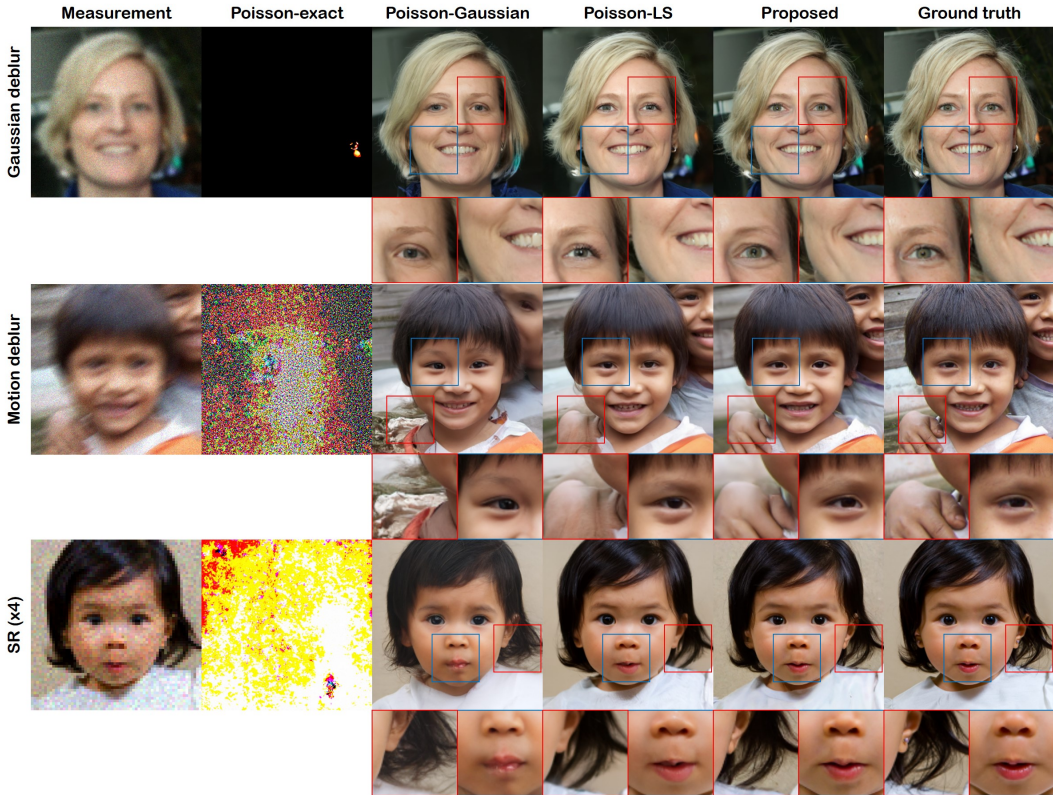 Measurement Poisson-exact Poisson-Gaussian Poisson-LS Proposed Ground truth
Gaussian deblur
Motion deblur
SR (x4)